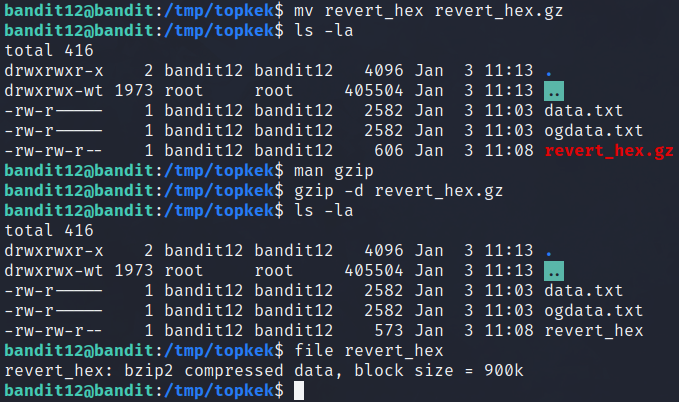 bandit12@bandit:/tmp/topkek$ mv revert_hex revert_hex.gz
bandit12@bandit:/tmp/topkek$ ls -la
total 416
drwxrwxr-x    2 bandit12 bandit12   4096 Jan  3 11:13 .
drwxrwx-wt 1973 root     root     405504 Jan  3 11:13 ..
-rw-r-----    1 bandit12 bandit12   2582 Jan  3 11:03 data.txt
-rw-r-----    1 bandit12 bandit12   2582 Jan  3 11:03 ogdata.txt
-rw-rw-r--    1 bandit12 bandit12    606 Jan  3 11:08 revert_hex.gz
bandit12@bandit:/tmp/topkek$ man gzip
bandit12@bandit:/tmp/topkek$ gzip -d revert_hex.gz
bandit12@bandit:/tmp/topkek$ ls -la
total 416
drwxrwxr-x    2 bandit12 bandit12   4096 Jan  3 11:13 .
drwxrwx-wt 1973 root     root     405504 Jan  3 11:13 ..
-rw-r-----    1 bandit12 bandit12   2582 Jan  3 11:03 data.txt
-rw-r-----    1 bandit12 bandit12   2582 Jan  3 11:03 ogdata.txt
-rw-rw-r--    1 bandit12 bandit12    573 Jan  3 11:08 revert_hex
bandit12@bandit:/tmp/topkek$ file revert_hex
revert_hex: bzip2 compressed data, block size = 900k
bandit12@bandit:/tmp/topkek$